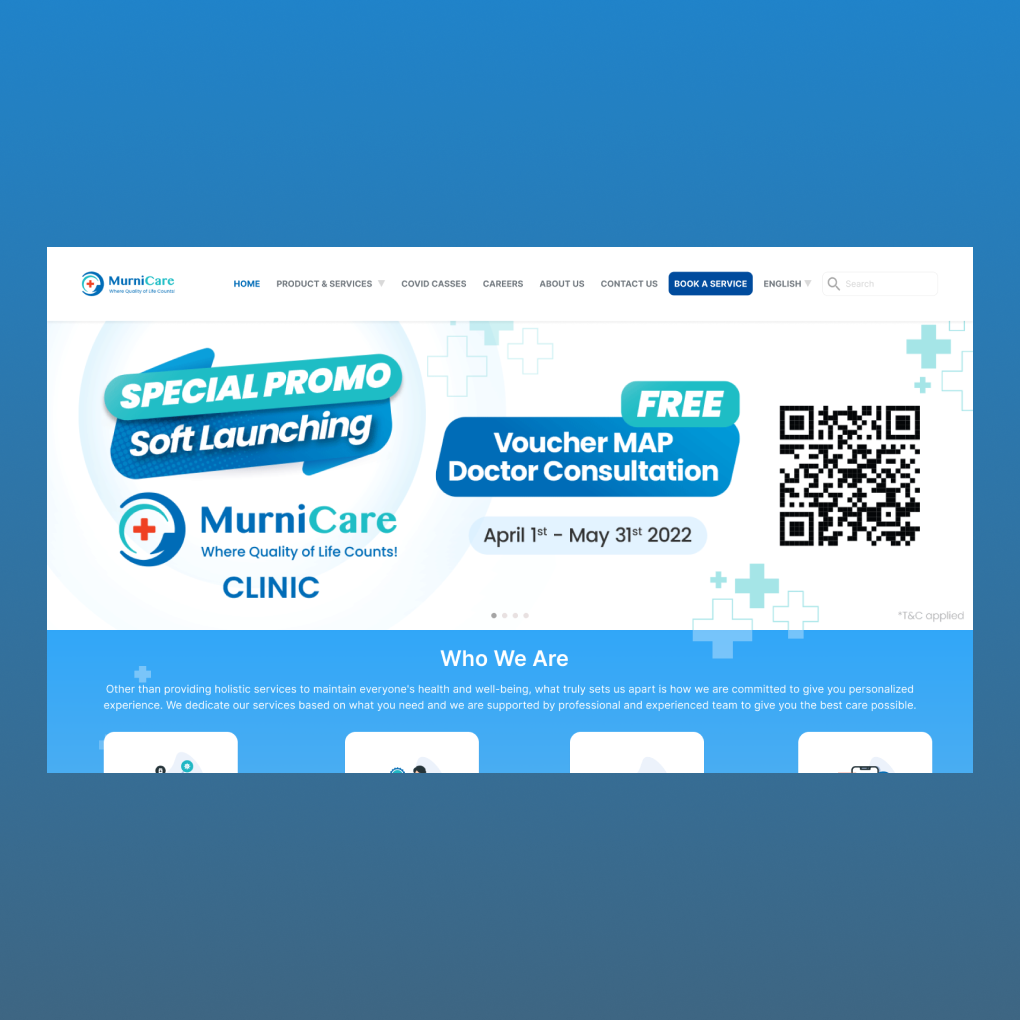 MurniCare
Where Quality of Life Counts!
HOME
PRODUCT & SERVICES
COVID CASSES
CAREERS
ABOUT US
CONTACT US
BOOK A SERVICE
ENGLISH
Search
SPECIAL PROMO
Soft Launching
MurniCare
Where Quality of Life Counts!
CLINIC
FREE
Voucher MAP
Doctor Consultation
April 1st - May 31st 2022
*T&C applied
Who We Are
Other than providing holistic services to maintain everyone's health and well-being, what truly sets us apart is how we are committed to give you personalized
experience. We dedicate our services based on what you need and we are supported by professional and experienced team to give you the best care possible.